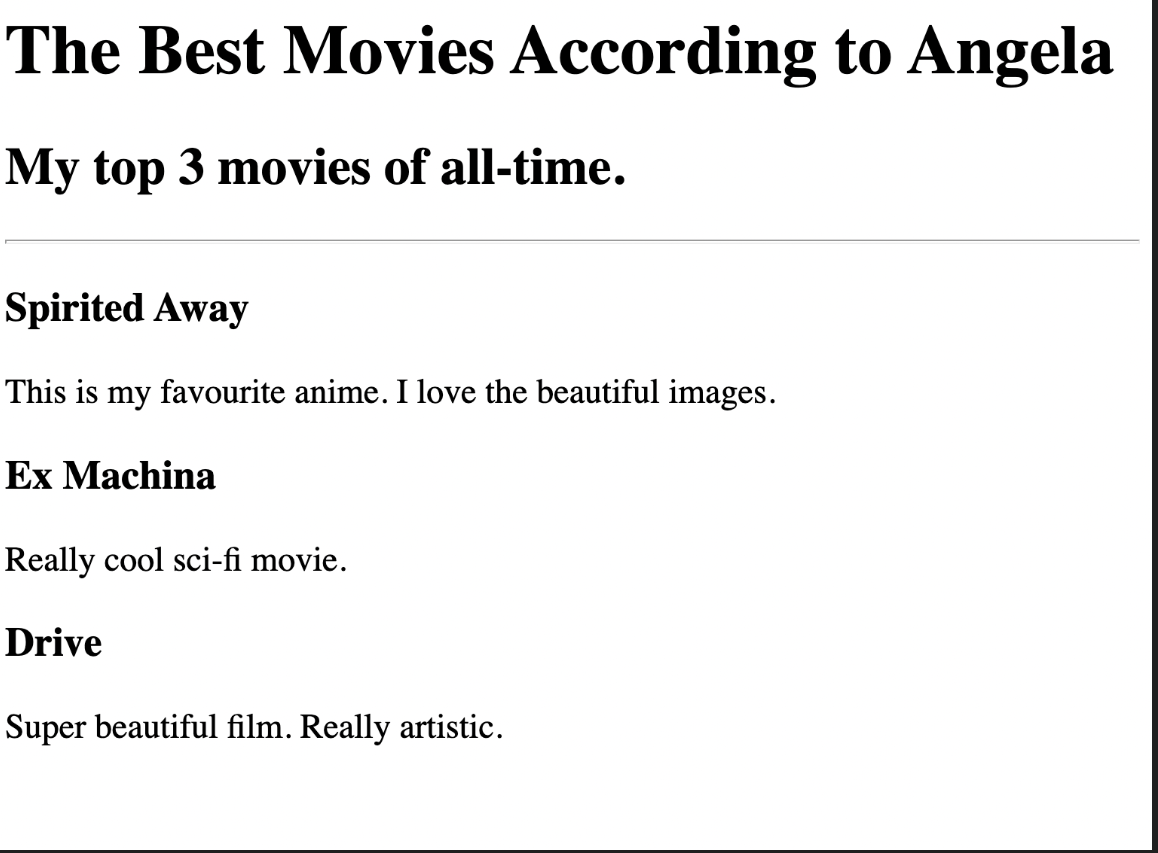 The Best Movies According to Angela
My top 3 movies of all-time.
Spirited Away
This is my favourite anime. I love the beautiful images.
Ex Machina
Really cool sci-fi movie.
Drive
Super beautiful film. Really artistic.